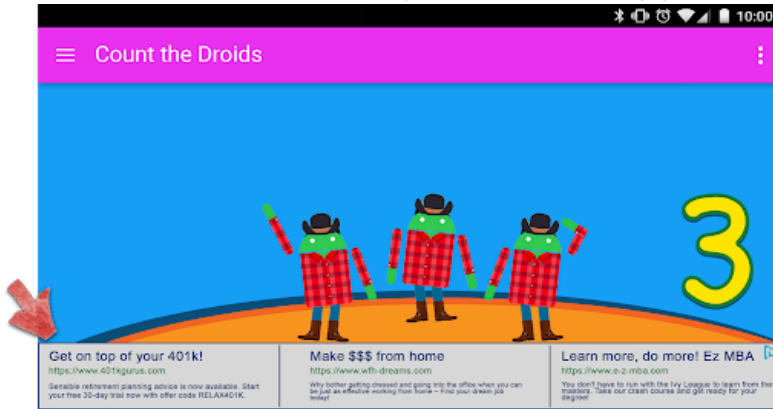 10:00
Count the Droids
3
Get on top of your 401k!
https://www.401kgurus.com
Sensible retirement planning advice is now available. Start
your free 30-day trial now with offer code RELAX401K.
Make $$$ from home
https://www.wfh-dreams.com
Why bother getting dressed and going into the office when you can
be just as effective working from home – Find your dream job
today!
Learn more, do more! Ez MBA
https://www.e-z-mba.com
You don't have to run with the Ivy League to learn from the
masters. Take our crash course and get ready for your
degree!